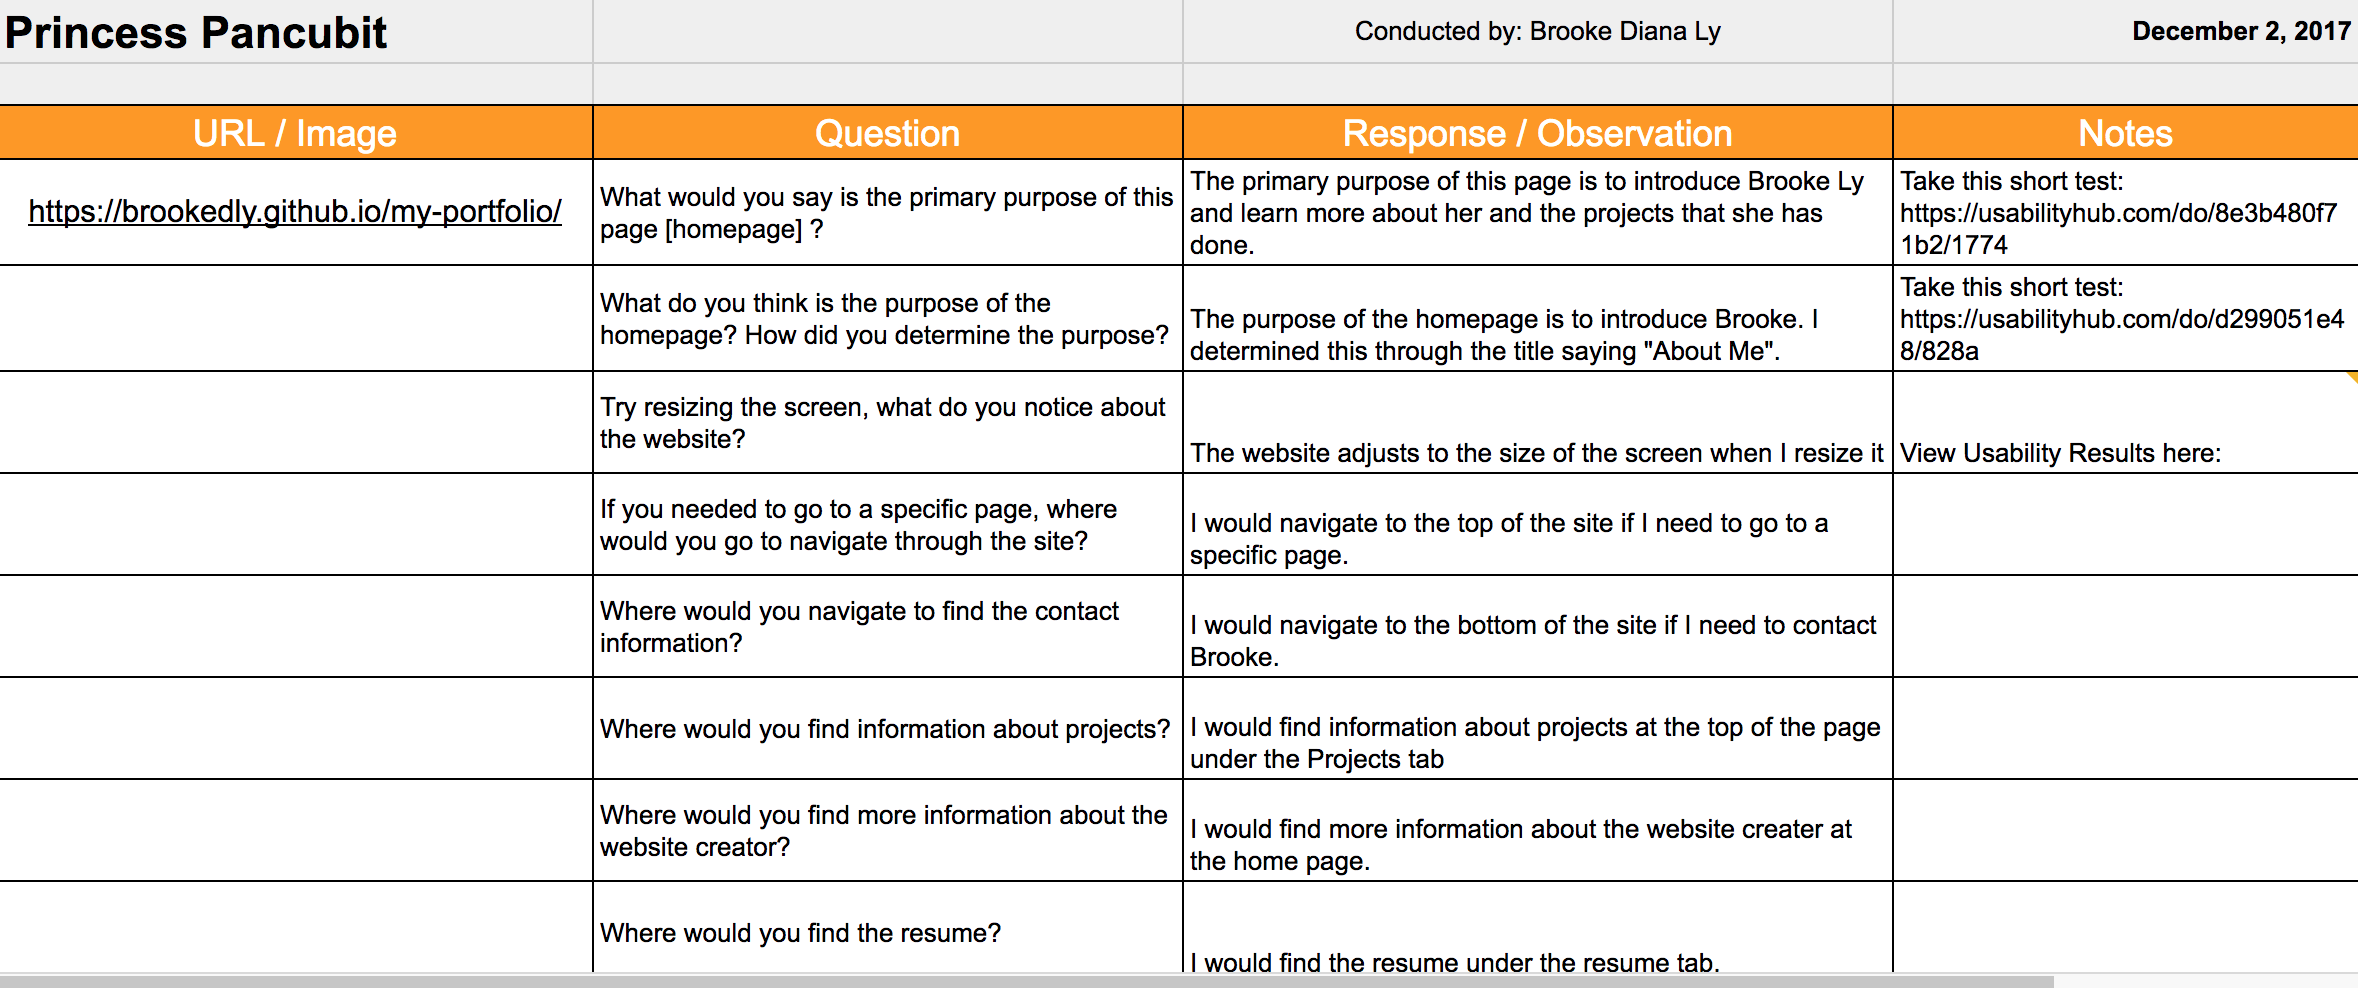 Princess Pancubit
Conducted by: Brooke Diana Ly
December 2, 2017
URL / Image
Question
Response / Observation
Notes
https://brookedly.github.io/my-portfolio/
What would you say is the primary purpose of this
page [homepage] ?
The primary purpose of this page is to introduce Brooke Ly
and learn more about her and the projects that she has
done.
Take this short test:
https://usabilityhub.com/do/8e3b480f7
1b2/1774
What do you think is the purpose of the
homepage? How did you determine the purpose?
The purpose of the homepage is to introduce Brooke. I
determined this through the title saying "About Me".
Take this short test:
https://usabilityhub.com/do/d299051e4
8/828a
Try resizing the screen, what do you notice about
the website?
The website adjusts to the size of the screen when I resize it
View Usability Results here:
If you needed to go to a specific page, where
would you go to navigate through the site?
I would navigate to the top of the site if I need to go to a
specific page.
Where would you navigate to find the contact
information?
I would navigate to the bottom of the site if I need to contact
Brooke.
Where would you find information about projects?
I would find information about projects at the top of the page
under the Projects tab
Where would you find more information about the
website creator?
I would find more information about the website creater at
the home page.
Where would you find the resume?
I would find the resume under the resume tab.